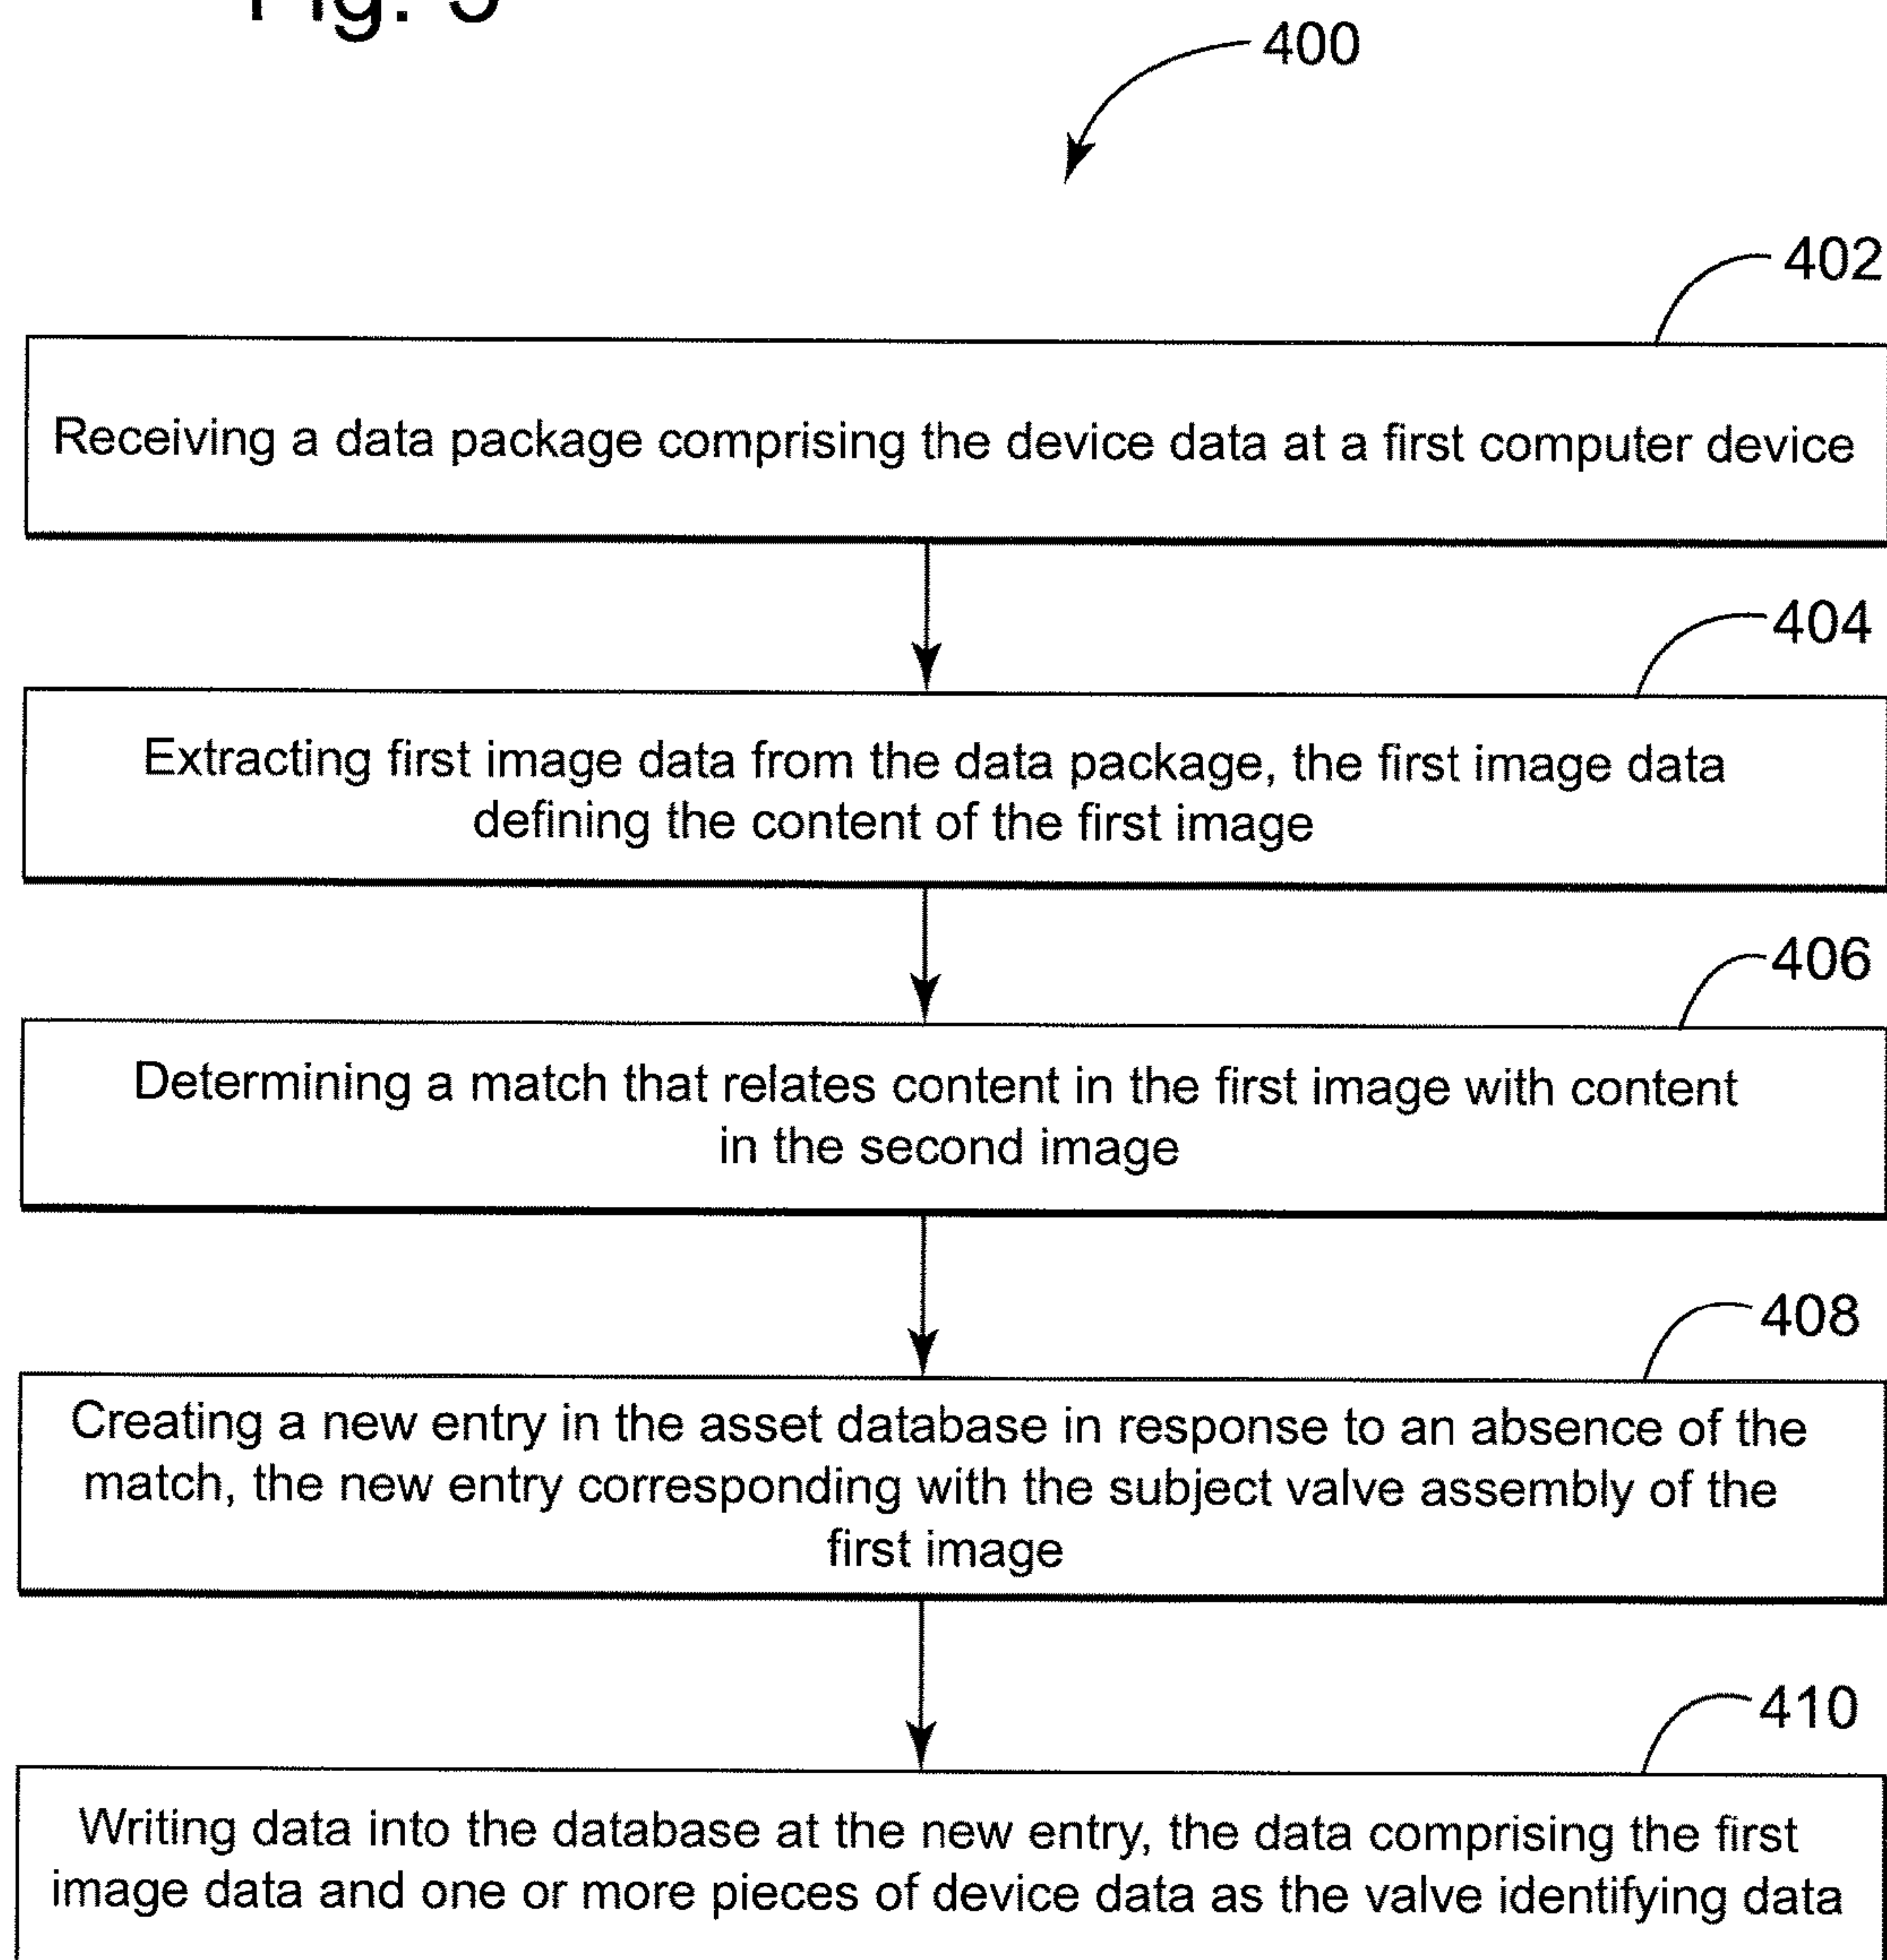 Fig. 5
400
402
Receiving a data package comprising the device data at a first computer device
404
Extracting first image data from the data package, the first image data
defining the content of the first image
406
Determining a match that relates content in the first image with content
in the second image
408
Creating a new entry in the asset database in response to an absence of the
match, the new entry corresponding with the subject valve assembly of the
first image
410
Writing data into the database at the new entry, the data comprising the first
image data and one or more pieces of device data as the valve identifying data